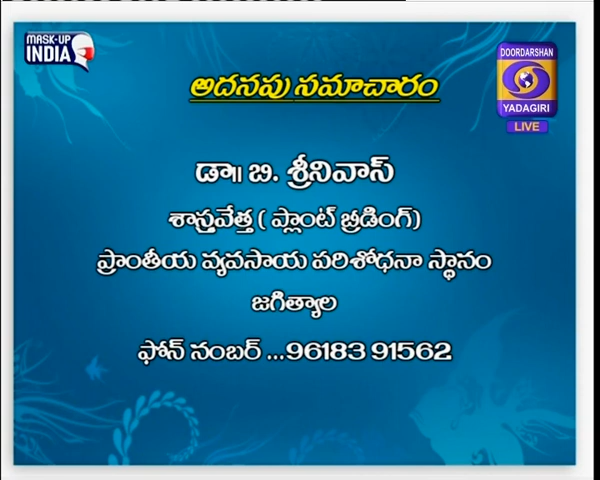 MASK-UP
INDIA
DOORDARSHAN
YADAGIRI
LIVE
అదనపు సమాచారం
డా॥ బి. శ్రీనివాస్
శాస్త్రవేత్త ( ప్లాంట్ బ్రీడింగ్)
ప్రాంతీయ వ్యవసాయ పరిశోధనా స్థానం
జగిత్యాల
ఫోన్ నంబర్ ...96183 91562